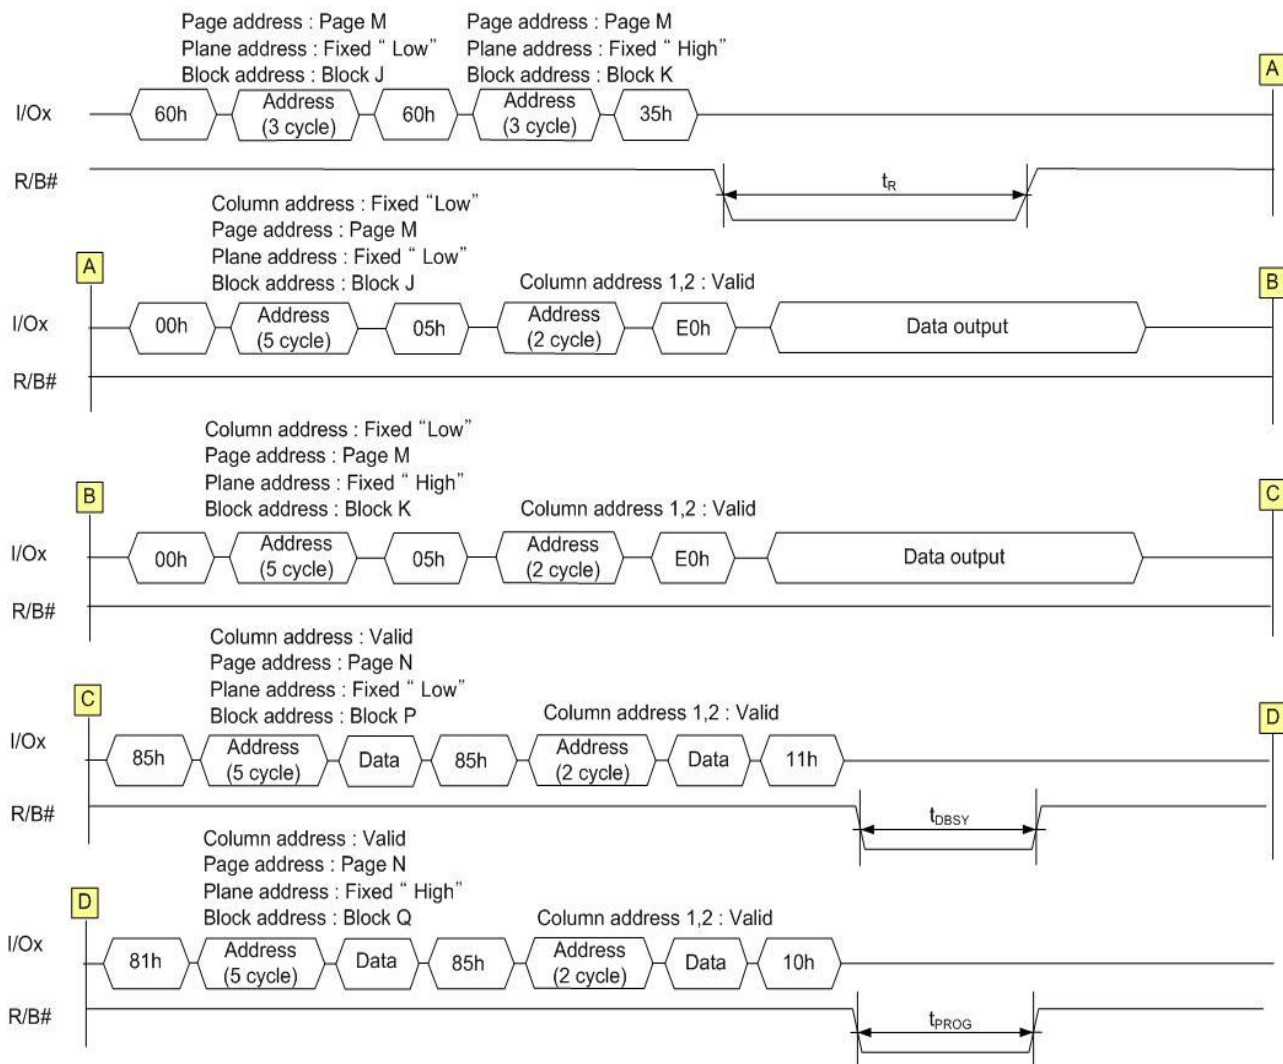 Page address : Page M
Plane address : Fixed “ Low”
Block address : Block J
Page address : Page M
Plane address : Fixed “ High”
Block address : Block K
A
I/Ox
60h
Address
(3 cycle)
60h
Address
(3 cycle)
35h
R/B#
tR
Column address : Fixed “Low”
Page address : Page M
Plane address : Fixed “ Low”
Block address : Block J
Column address 1,2 : Valid
A
B
I/Ox
00h
Address
(5 cycle)
05h
Address
(2 cycle)
E0h
Data output
R/B#
Column address : Fixed “Low”
Page address : Page M
Plane address : Fixed “ High”
Block address : Block K
Column address 1,2 : Valid
B
C
I/Ox
00h
Address
(5 cycle)
05h
Address
(2 cycle)
E0h
Data output
R/B#
Column address : Valid
Page address : Page N
Plane address : Fixed “ Low”
Block address : Block P
Column address 1,2 : Valid
C
D
I/Ox
85h
Address
(5 cycle)
Data
85h
Address
(2 cycle)
Data
11h
R/B#
tDBSY
Column address : Valid
Page address : Page N
Plane address : Fixed “ High”
Block address : Block Q
Column address 1,2 : Valid
D
I/Ox
81h
Address
(5 cycle)
Data
85h
Address
(2 cycle)
Data
10h
R/B#
tPROG